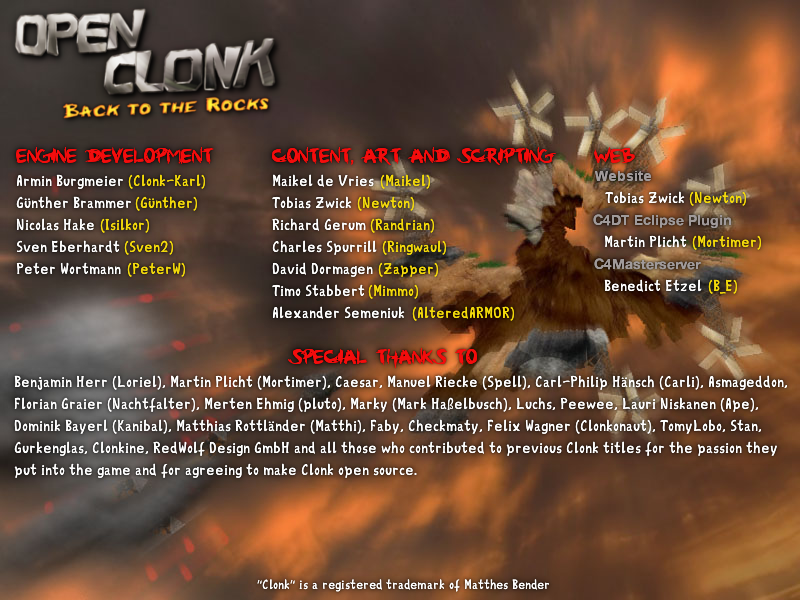 OPEN
CLONK
BACK TO THE ROCKS
ENGINE DEVELOPMENT
Armin Burgmeier (Clonk-Karl)
Günther Brammer (Günther)
Nicolas Hake (Isilkor)
Sven Eberhardt (Sven2)
Peter Wortmann (PeterW)
CONTENT, ART AND SCRIPTING
Maikel de Vries (Maikel)
Tobias Zwick (Newton)
Richard Gerum (Randrian)
Charles Spurrill (Ringwaul)
David Dormagen (Zapper)
Timo Stabbert (Mimmo)
Alexander Semeniuk (AlteredARMOR)
WEB
Website
Tobias Zwick (Newton)
C4DT Eclipse Plugin
Martin Plicht (Mortimer)
C4Masterserver
Benedict Etzel (B_E)
SPECIAL THANKS TO
Benjamin Herr (Loriel), Martin Plicht (Mortimer), Caesar, Manuel Riecke (Spell), Carl-Philip Hänsch (Carli), Asmageddon,
Florian Graier (Nachtfalter), Merten Ehmig (pluto), Marky (Mark Haßelbusch), Luchs, Peewee, Lauri Niskanen (Ape),
Dominik Bayerl (Kanibal), Matthias Rottländer (Matthi), Faby, Checkmaty, Felix Wagner (Clonkonaut), TomyLobo, Stan,
Gurkenglas, Clonkine, RedWolf Design GmbH and all those who contributed to previous Clonk titles for the passion they
put into the game and for agreeing to make Clonk open source.
"Clonk" is a registered trademark of Matthes Bender